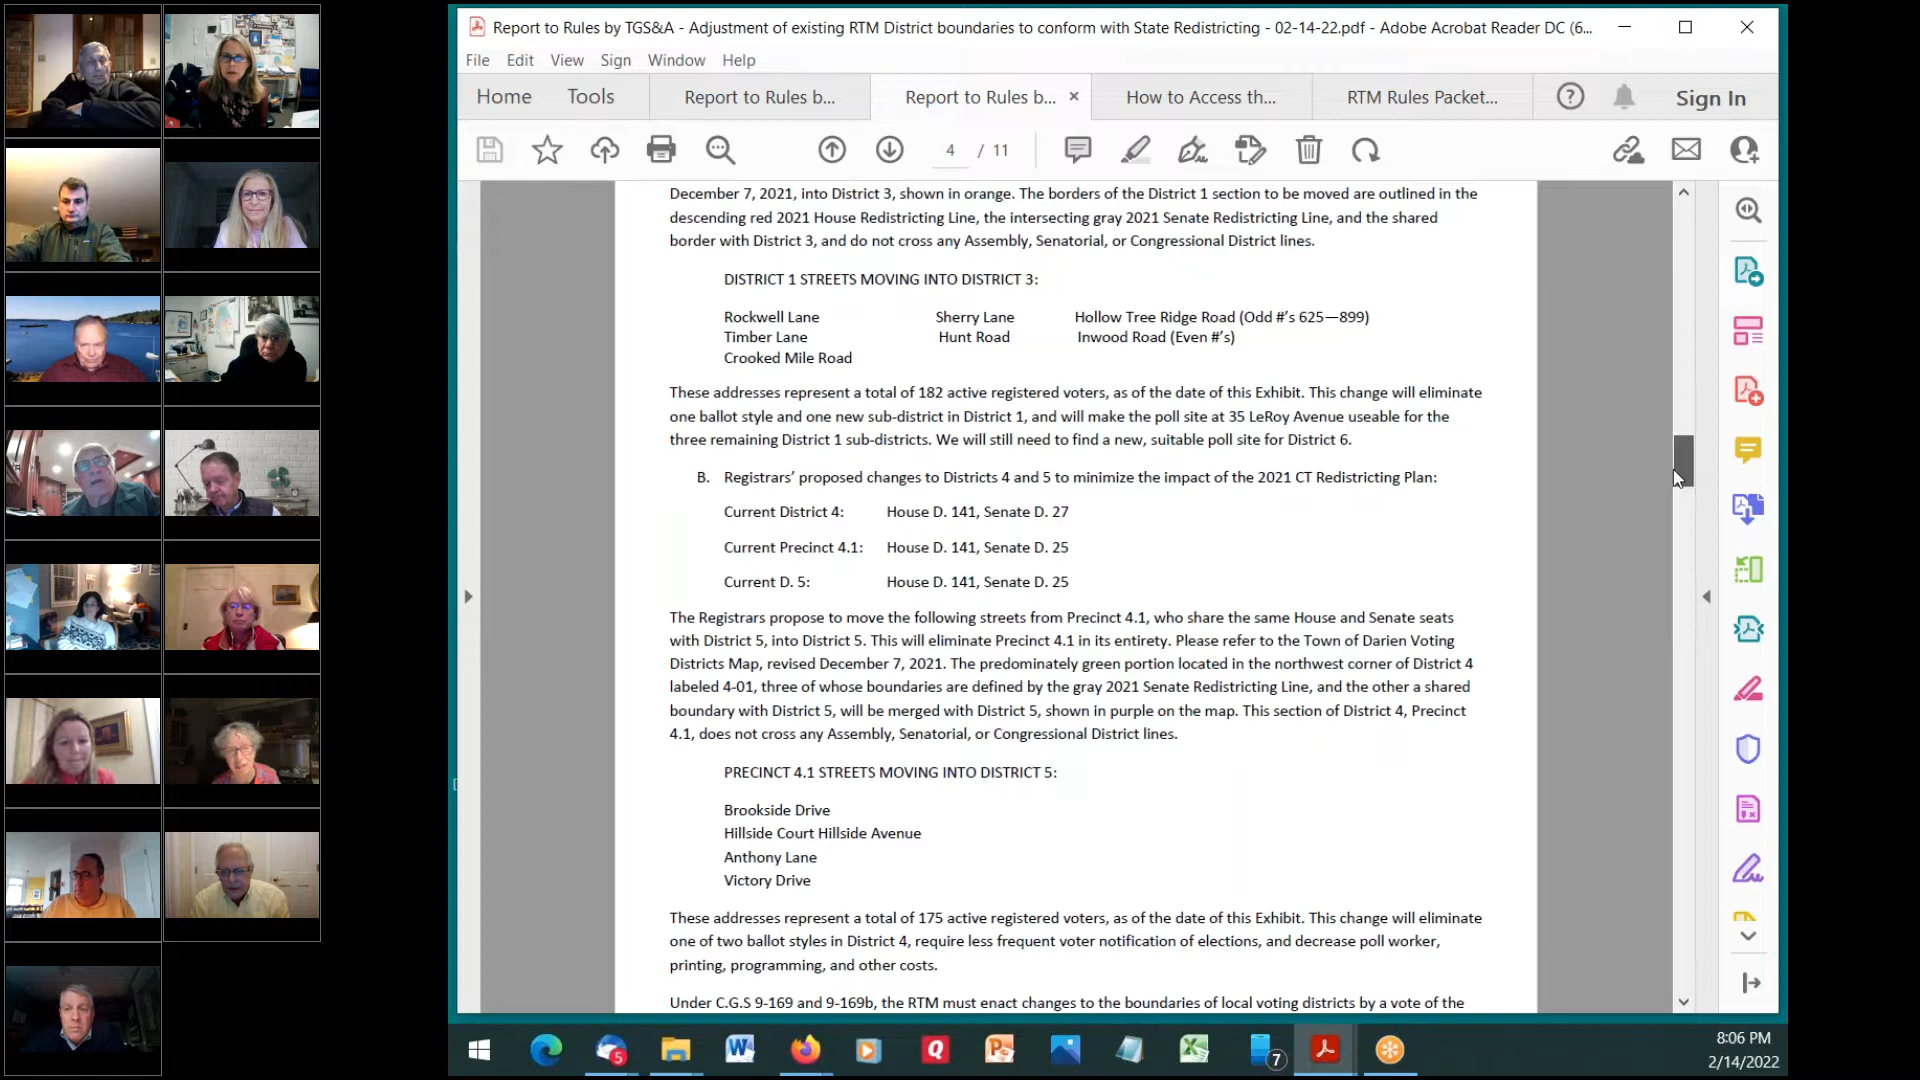 Report to Rules by TGS&A - Adjustment of existing RTM District boundaries to conform with State Redistricting - 02-14-22.pdf - Adobe Acrobat Reader DC (6...
File Edit View Sign Window Help
Home Tools Report to Rules b... Report to Rules b... How to Access th... RTM Rules Packet... Sign In
4 / 11
December 7, 2021, into District 3, shown in orange. The borders of the District 1 section to be moved are outlined in the
descending red 2021 House Redistricting Line, the intersecting gray 2021 Senate Redistricting Line, and the shared
border with District 3, and do not cross any Assembly, Senatorial, or Congressional District lines.
DISTRICT 1 STREETS MOVING INTO DISTRICT 3:
Rockwell Lane Sherry Lane Hollow Tree Ridge Road (Odd #'s 625—899)
Timber Lane Hunt Road Inwood Road (Even #'s)
Crooked Mile Road
These addresses represent a total of 182 active registered voters, as of the date of this Exhibit. This change will eliminate
one ballot style and one new sub-district in District 1, and will make the poll site at 35 LeRoy Avenue useable for the
three remaining District 1 sub-districts. We will still need to find a new, suitable poll site for District 6.
B. Registrars' proposed changes to Districts 4 and 5 to minimize the impact of the 2021 CT Redistricting Plan:
Current District 4: House D. 141, Senate D. 27
Current Precinct 4.1: House D. 141, Senate D. 25
Current D. 5: House D. 141, Senate D. 25
The Registrars propose to move the following streets from Precinct 4.1, who share the same House and Senate seats
with District 5, into District 5. This will eliminate Precinct 4.1 in its entirety. Please refer to the Town of Darien Voting
Districts Map, revised December 7, 2021. The predominately green portion located in the northwest corner of District 4
labeled 4-01, three of whose boundaries are defined by the gray 2021 Senate Redistricting Line, and the other a shared
boundary with District 5, will be merged with District 5, shown in purple on the map. This section of District 4, Precinct
4.1, does not cross any Assembly, Senatorial, or Congressional District lines.
PRECINCT 4.1 STREETS MOVING INTO DISTRICT 5:
Brookside Drive
Hillside Court Hillside Avenue
Anthony Lane
Victory Drive
These addresses represent a total of 175 active registered voters, as of the date of this Exhibit. This change will eliminate
one of two ballot styles in District 4, require less frequent voter notification of elections, and decrease poll worker,
printing, programming, and other costs.
Under C.G.S 9-169 and 9-169b, the RTM must enact changes to the boundaries of local voting districts by a vote of the
5
7
8:06 PM
2/14/2022